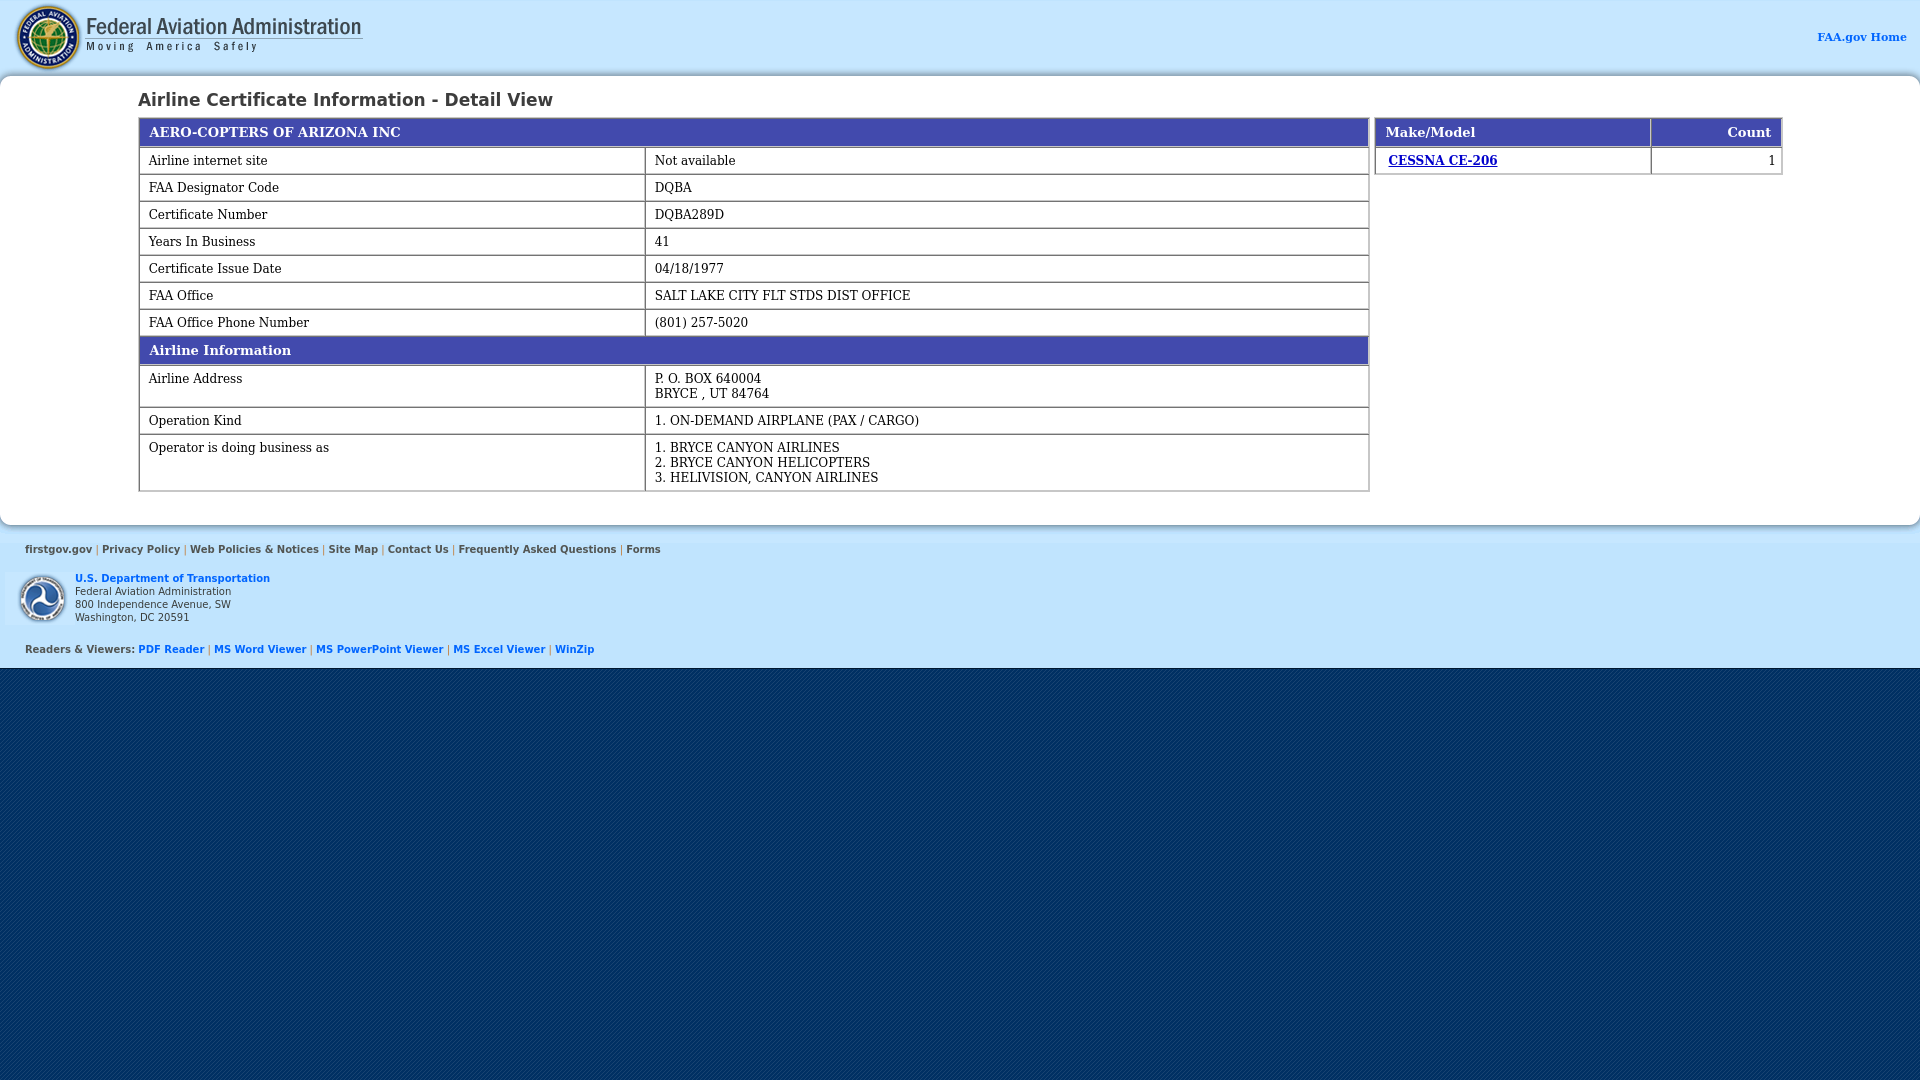 Federal Aviation Administration
Moving America Safely
FAA.gov Home
Airline Certificate Information - Detail View
AERO-COPTERS OF ARIZONA INC
Airline internet site Not available
FAA Designator Code DQBA
Certificate Number DQBA289D
Years In Business 41
Certificate Issue Date 04/18/1977
FAA Office SALT LAKE CITY FLT STDS DIST OFFICE
FAA Office Phone Number (801) 257-5020
Airline Information
Airline Address P. O. BOX 640004
BRYCE , UT 84764
Operation Kind 1. ON-DEMAND AIRPLANE (PAX / CARGO)
Operator is doing business as 1. BRYCE CANYON AIRLINES
2. BRYCE CANYON HELICOPTERS
3. HELIVISION, CANYON AIRLINES
Make/Model Count
CESSNA CE-206 1
firstgov.gov | Privacy Policy | Web Policies & Notices | Site Map | Contact Us | Frequently Asked Questions | Forms
U.S. Department of Transportation
Federal Aviation Administration
800 Independence Avenue, SW
Washington, DC 20591
Readers & Viewers: PDF Reader | MS Word Viewer | MS PowerPoint Viewer | MS Excel Viewer | WinZip